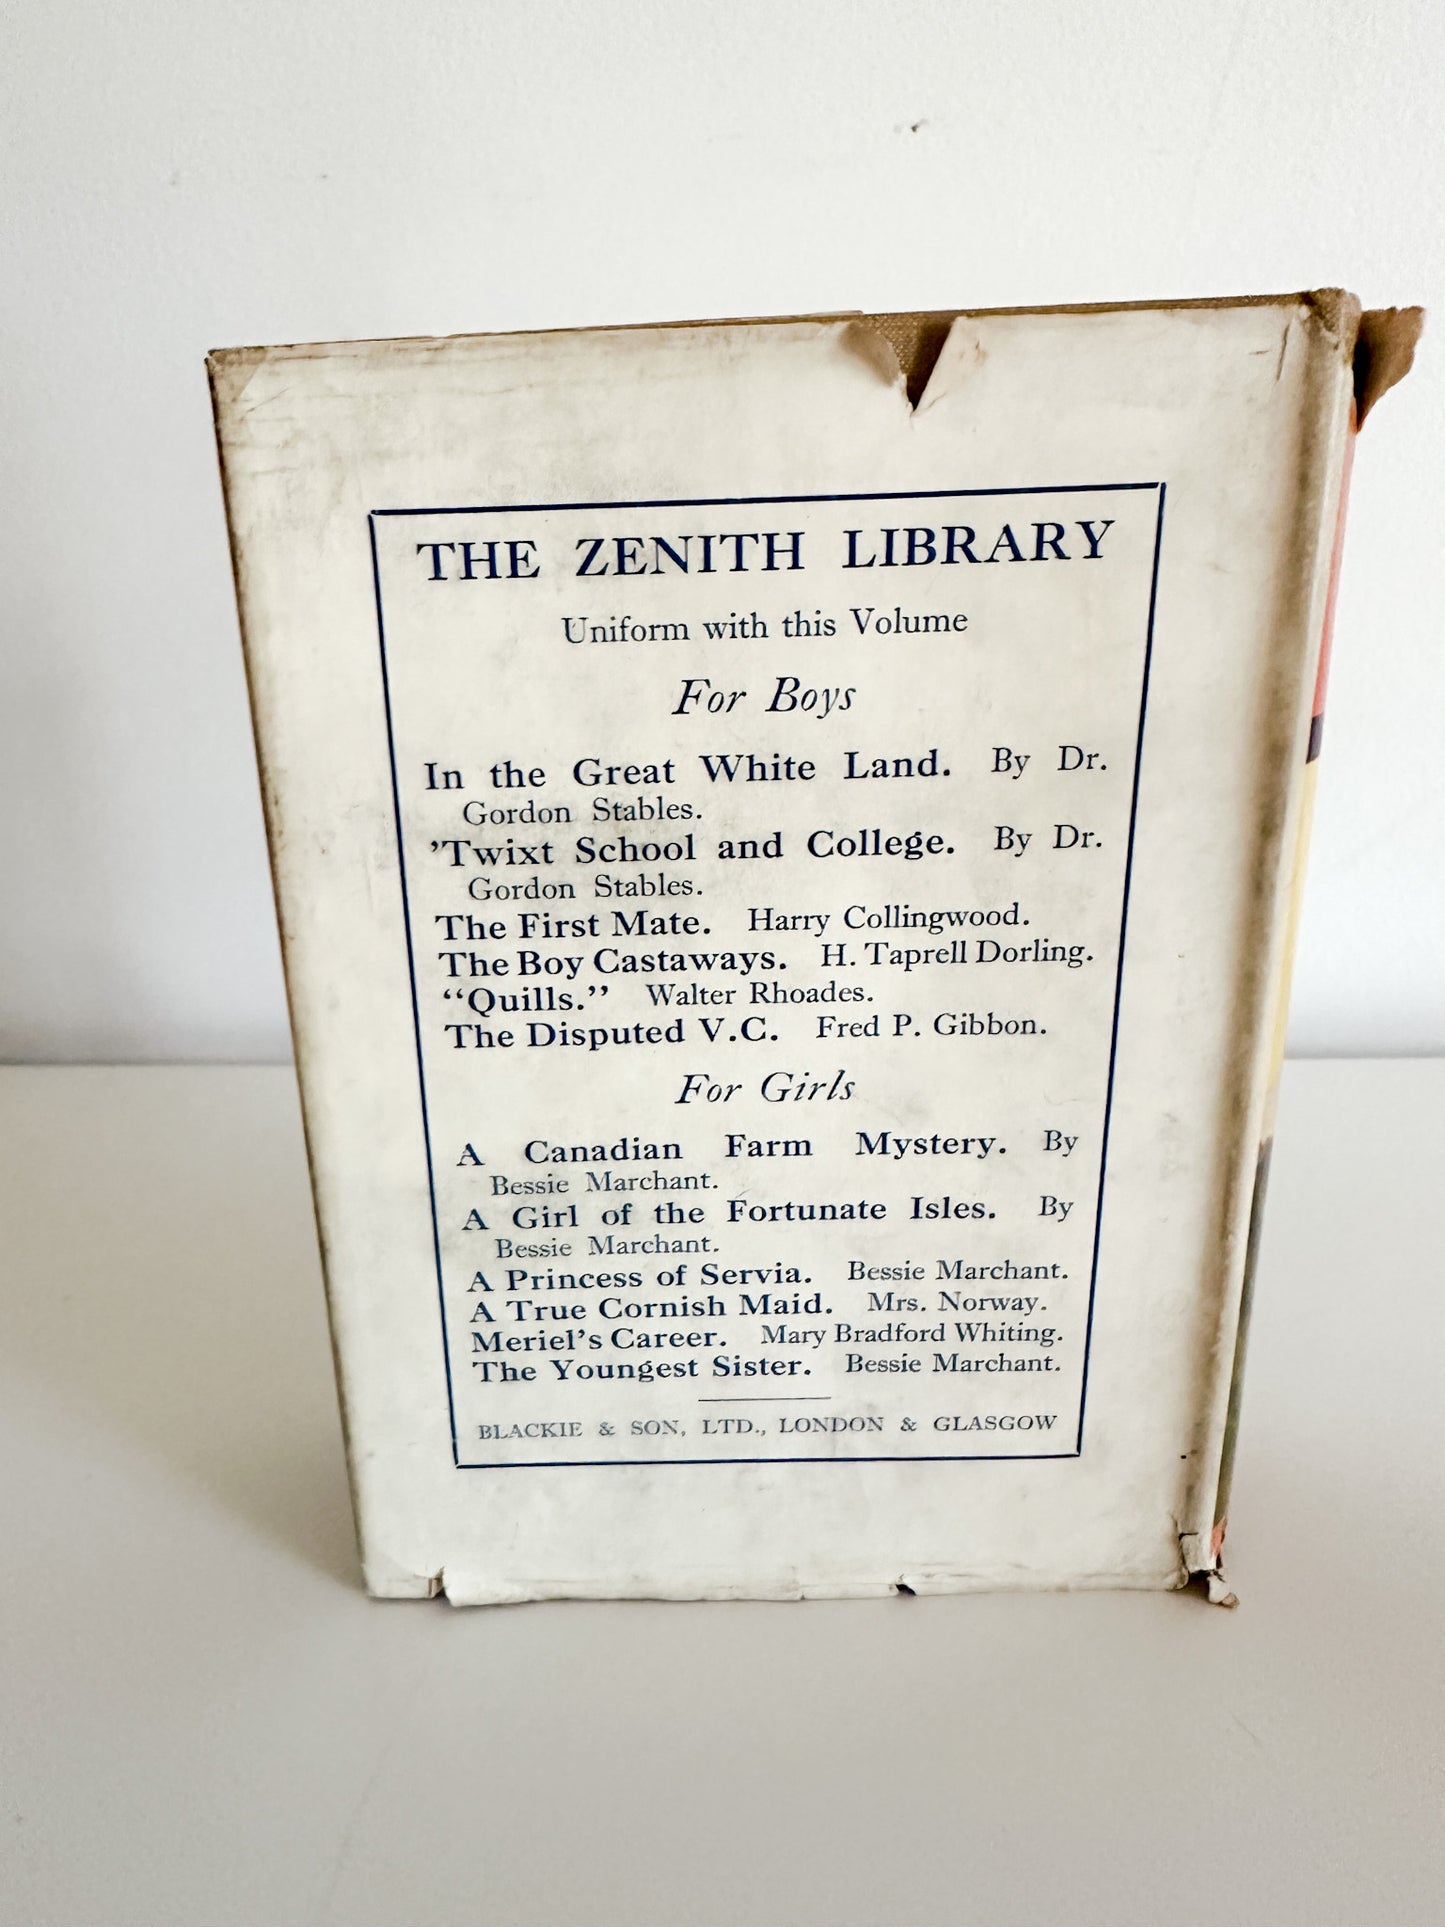 THE ZENITH LIBRARY
Uniform with this Volume
For Boys
In the Great White Land. By Dr.
Gordon Stables.
’Twixt School and College. By Dr.
Gordon Stables.
The First Mate. Harry Collingwood.
The Boy Castaways. H. Taprell Dorling.
“Quills.” Walter Rhoades.
The Disputed V.C. Fred P. Gibbon.
For Girls
A Canadian Farm Mystery. By
Bessie Marchant.
A Girl of the Fortunate Isles. By
Bessie Marchant.
A Princess of Servia. Bessie Marchant.
A True Cornish Maid. Mrs. Norway.
Meriel’s Career. Mary Bradford Whiting.
The Youngest Sister. Bessie Marchant.
BLACKIE & SON, LTD., LONDON & GLASGOW